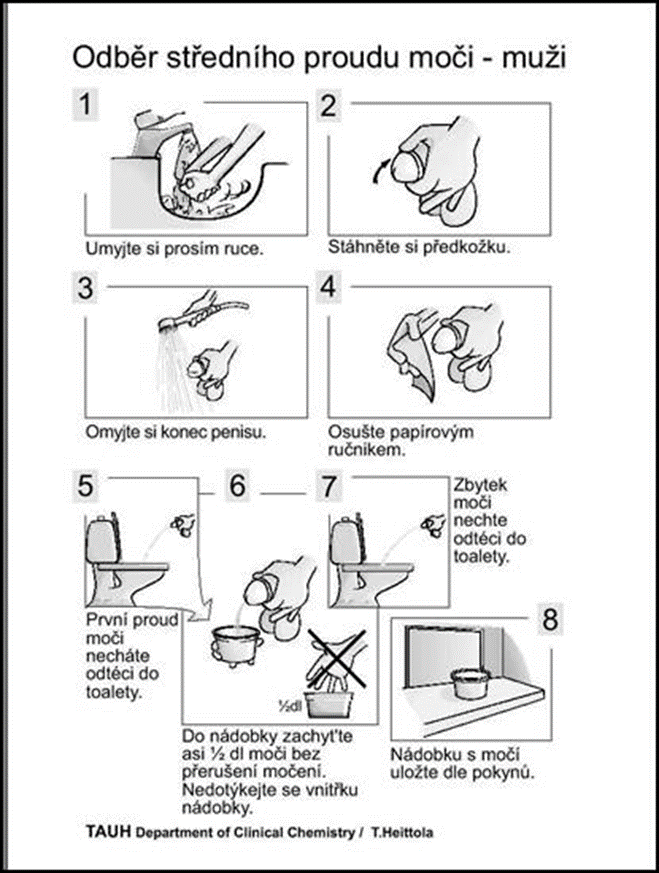 Odběr středního proudu moči - muži
1
Umyjte si prosím ruce.
2
Stáhněte si předkožku.
3
Omyjte si konec penisu.
4
Osušte papírovým
ručnikem.
5
První proud
moči
necháte
odtéci do
toalety.
6
½dl
Do nádobky zachyt'te
asi ½ dl moči bez
přerušení močení.
Nedotýkejte se vnitřku
nádobky.
7
Zbytek
moči
nechte
odtéci do
toalety.
8
Nádobku s močí
uložte dle pokynů.
TAUH Department of Clinical Chemistry / T.Heittola